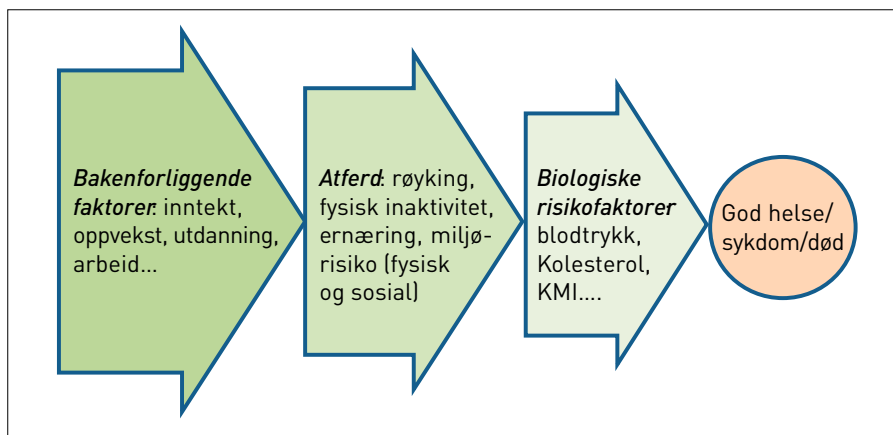 Bakenforliggende
faktorer: inntekt,
oppvekst, utdanning,
arbeid...
Atferd: røyking,
fysisk inaktivitet,
ernæring, miljø-
risiko (fysisk
og sosial)
Biologiske
risikofaktorer
blodtrykk,
Kolesterol,
KMI....
God helse/
sykdom/død